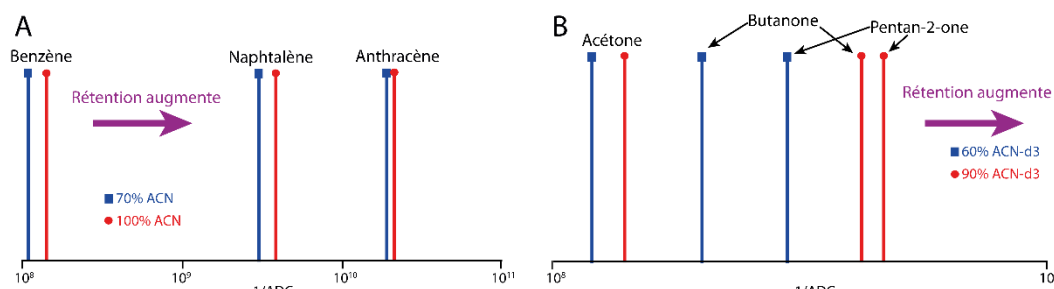 A
Benzène
Naphtalène
Anthracène
Rétention augmente
70% ACN
100% ACN
10⁸
10⁹
10¹⁰
10¹¹
B
Butanone
Pentan-2-one
Acétone
Rétention augmente
60% ACN-d3
90% ACN-d3
10⁸
10